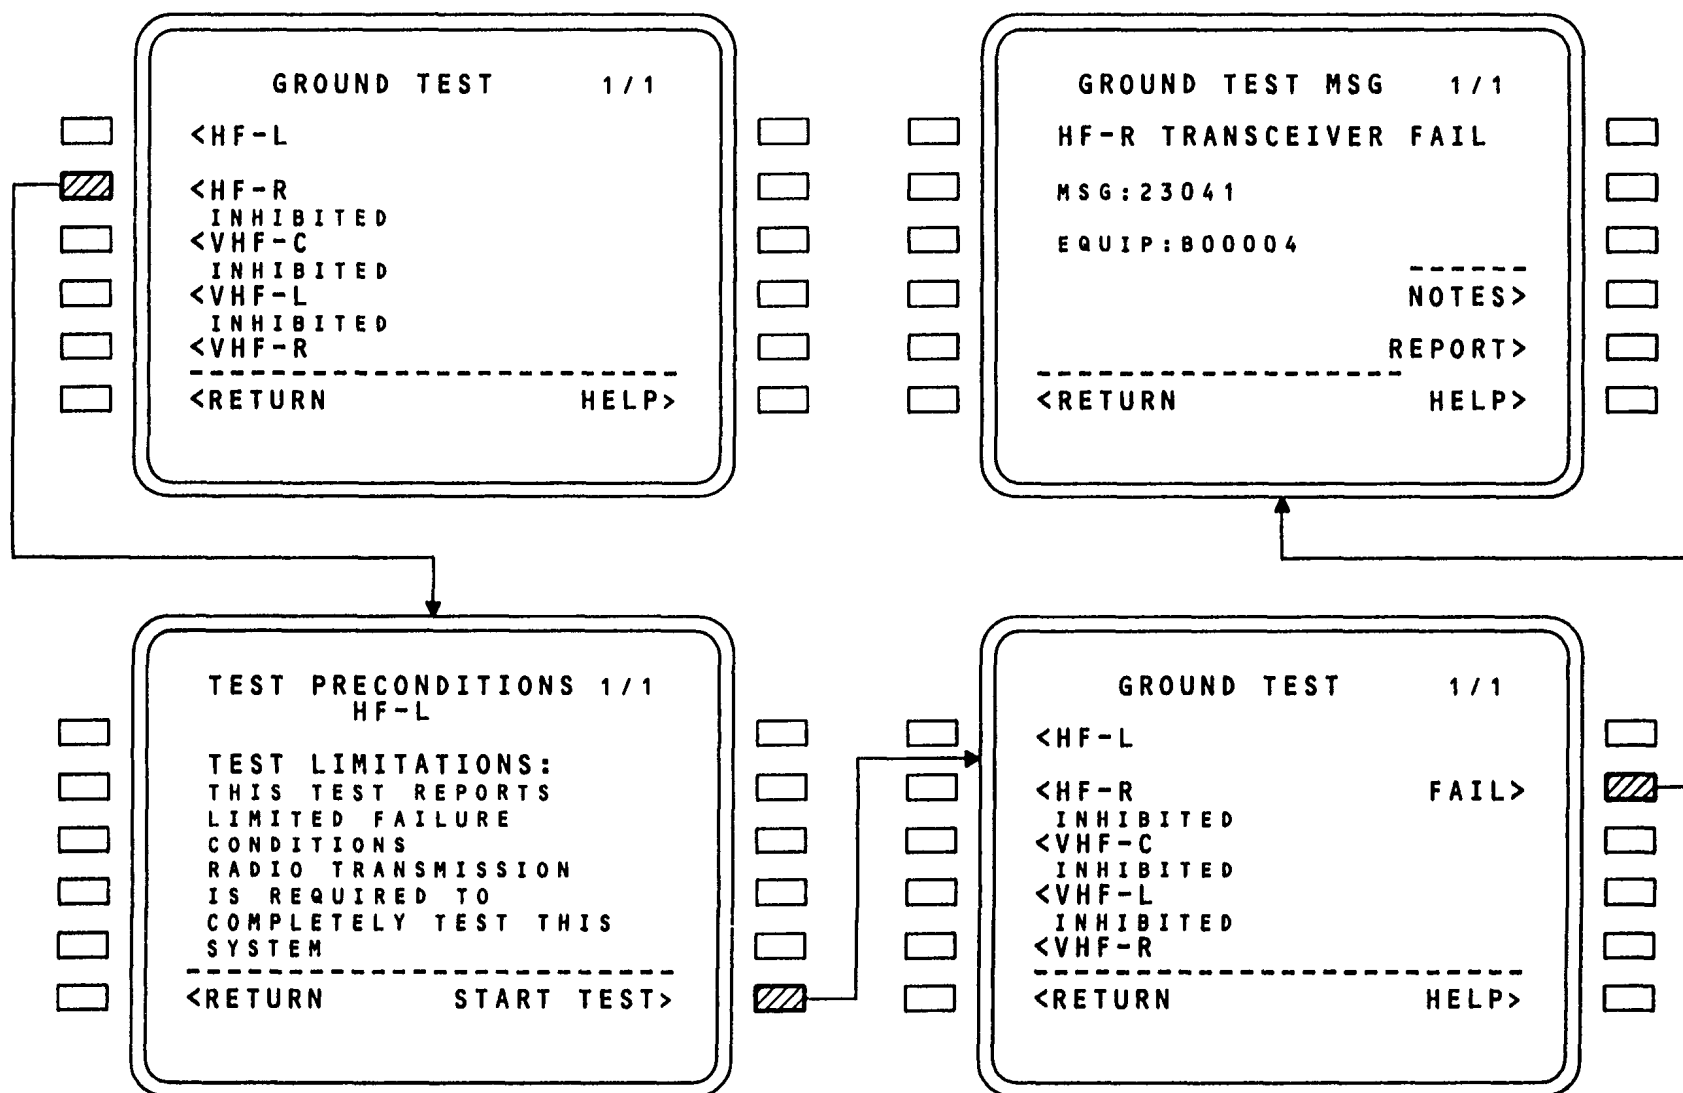 GROUND TEST 1/1
<HF-L
<HF-R
INHIBITED
<VHF-C
INHIBITED
<VHF-L
INHIBITED
<VHF-R
<RETURN HELP>
GROUND TEST MSG 1/1
HF-R TRANSCEIVER FAIL
MSG:23041
EQUIP:B00004
NOTES>
REPORT>
<RETURN HELP>
TEST PRECONDITIONS 1/1
HF-L
TEST LIMITATIONS:
THIS TEST REPORTS
LIMITED FAILURE
CONDITIONS
RADIO TRANSMISSION
IS REQUIRED TO
COMPLETELY TEST THIS
SYSTEM
<RETURN START TEST>
GROUND TEST 1/1
<HF-L
<HF-R FAIL>
INHIBITED
<VHF-C
INHIBITED
<VHF-L
INHIBITED
<VHF-R
<RETURN HELP>